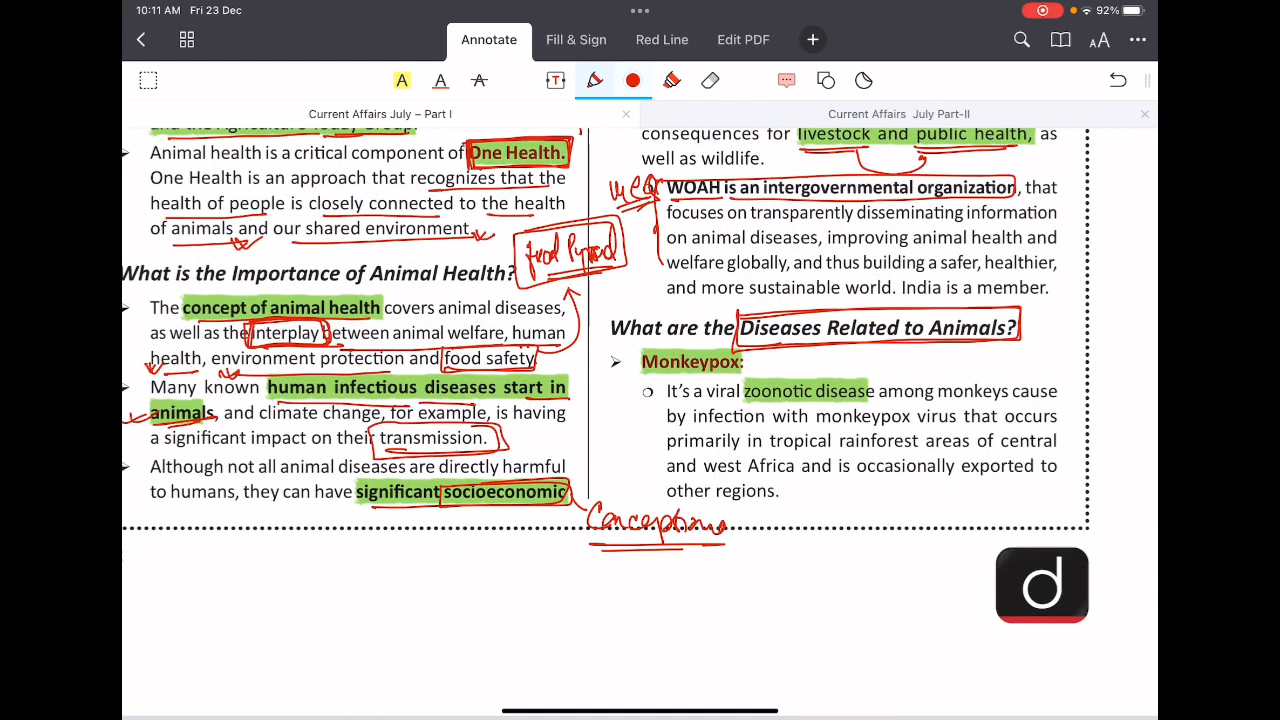 10:11 AM Fri 23 Dec
92%
Annotate Fill & Sign Red Line Edit PDF
A A A T AA
Current Affairs July – Part I
Current Affairs July Part-II
and the Agriculture Ready Group.
Animal health is a critical component of One Health.
One Health is an approach that recognizes that the
health of people is closely connected to the health
of animals and our shared environment.
What is the Importance of Animal Health?
The concept of animal health covers animal diseases,
as well as the interplay between animal welfare, human
health, environment protection and food safety.
Many known human infectious diseases start in
animals, and climate change, for example, is having
a significant impact on their transmission.
Although not all animal diseases are directly harmful
to humans, they can have significant socioeconomic
consequences for livestock and public health, as
well as wildlife.
WOAH is an intergovernmental organization, that
focuses on transparently disseminating information
on animal diseases, improving animal health and
welfare globally, and thus building a safer, healthier,
and more sustainable world. India is a member.
What are the Diseases Related to Animals?
Monkeypox:
It's a viral zoonotic disease among monkeys cause
by infection with monkeypox virus that occurs
primarily in tropical rainforest areas of central
and west Africa and is occasionally exported to
other regions.
food Pyramid
MCQ
d